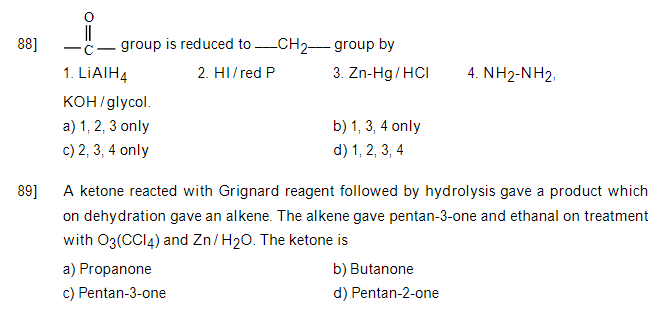 O
88] —C— group is reduced to —CH2— group by
1. LiAlH4 2. HI/red P 3. Zn-Hg/HCl 4. NH2-NH2,
KOH/glycol.
a) 1, 2, 3 only b) 1, 3, 4 only
c) 2, 3, 4 only d) 1, 2, 3, 4
89] A ketone reacted with Grignard reagent followed by hydrolysis gave a product which
on dehydration gave an alkene. The alkene gave pentan-3-one and ethanal on treatment
with O3(CCl4) and Zn/H2O. The ketone is
a) Propanone b) Butanone
c) Pentan-3-one d) Pentan-2-one